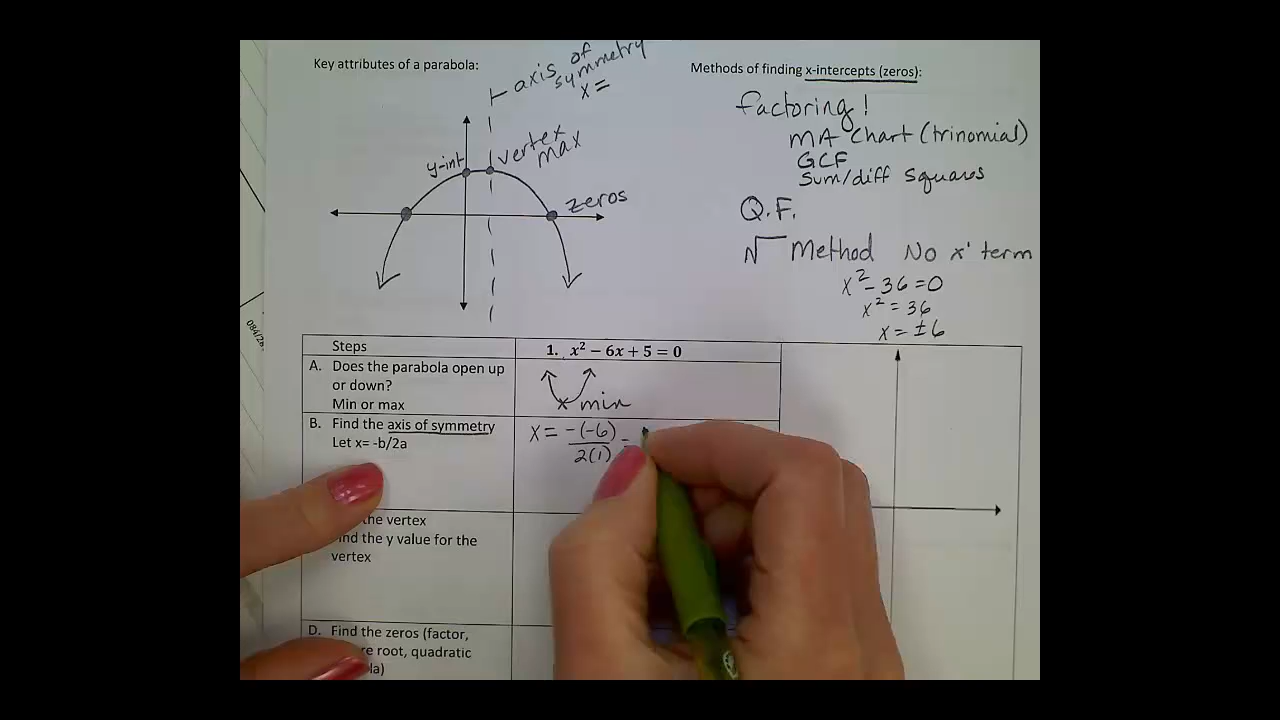 Key attributes of a parabola:
axis of
symmetry
x =
y-int
vertex
max
zeros
Methods of finding x-intercepts (zeros):
factoring!
MA Chart (trinomial)
GCF
Sum/diff squares
Q.F.
√ Method No x' term
x² - 36 = 0
x² = 36
x = ±6
Steps
1. x² − 6x + 5 = 0
A. Does the parabola open up
or down?
Min or max
min
B. Find the axis of symmetry
Let x= -b/2a
x = -(-6)/2(1) =
the vertex
the y value for the
vertex
D. Find the zeros (factor,
root, quadratic